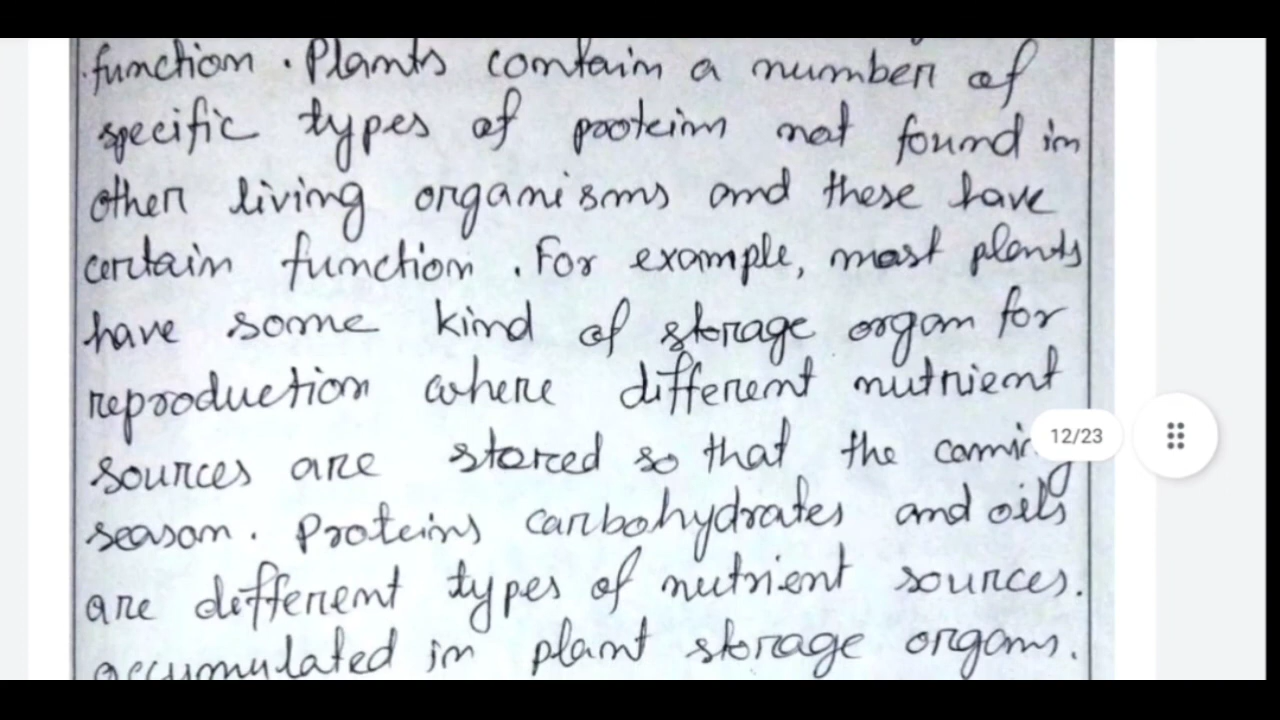 function. Plants contain a number of
specific types of protein not found in
other living organisms and these have
certain function. For example, most plants
have some kind of storage organ for
reproduction where different nutrient
sources are stored so that the coming
season. Proteins carbohydrates and oils
are different types of nutrient sources.
accumulated in plant storage organs.
12/23